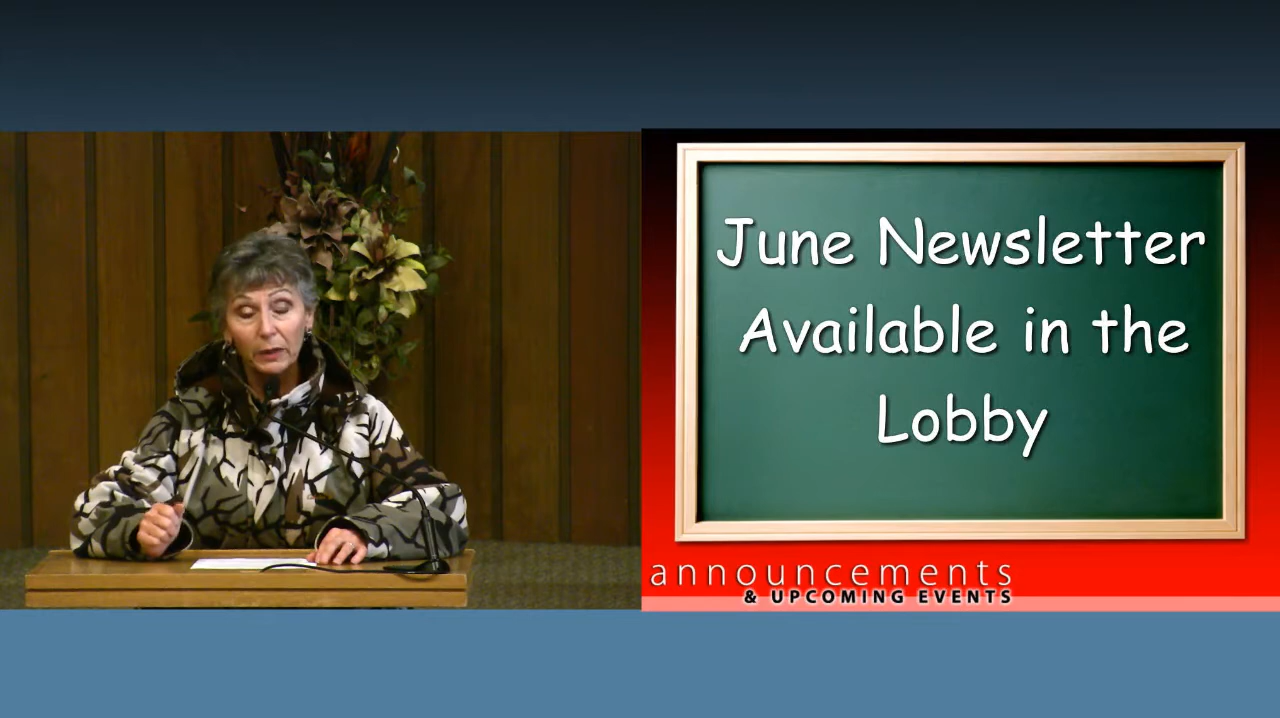 June Newsletter
Available in the
Lobby
announcements
& UPCOMING EVENTS